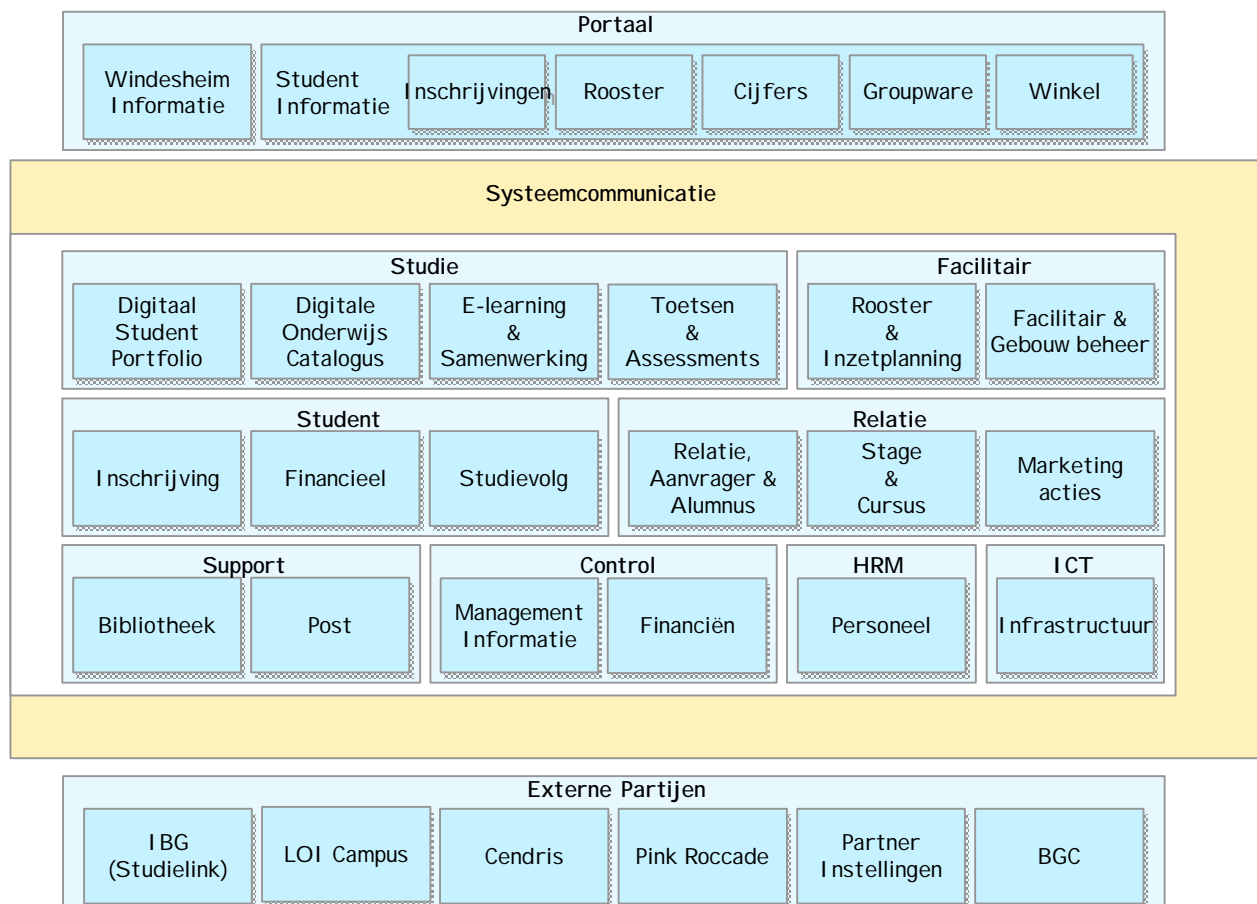 Portaal
Windesheim
Informatie
Student
Informatie
Inschrijvingen
Rooster
Cijfers
Groupware
Winkel
Systeemcommunicatie
Studie
Digitaal
Student
Portfolio
Digitale
Onderwijs
Catalogus
E-learning
&
Samenwerking
Toetsen
&
Assessments
Facilitair
Rooster
&
Inzetplanning
Facilitair &
Gebouw beheer
Student
Inschrijving
Financieel
Studievolg
Relatie
Relatie,
Aanvrager &
Alumnus
Stage
&
Cursus
Marketing
acties
Support
Bibliotheek
Post
Control
Management
Informatie
Financiën
HRM
Personeel
ICT
Infrastructuur
Externe Partijen
IBG
(Studielink)
LOI Campus
Cendris
Pink Roccade
Partner
Instellingen
BGC